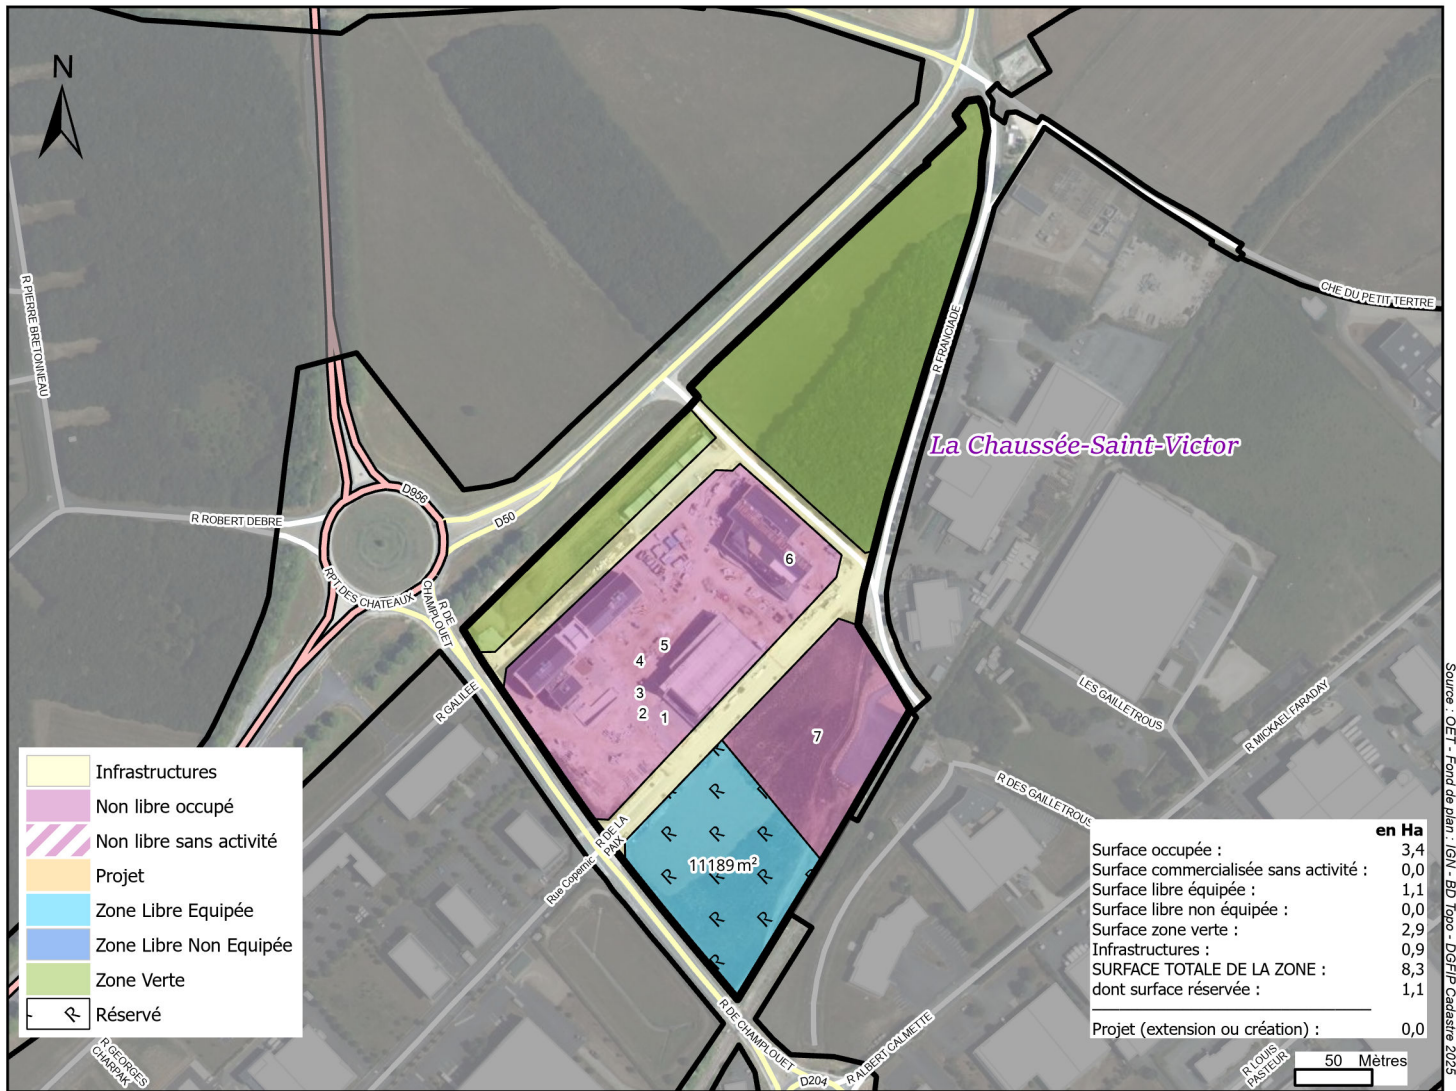 N
R PIERRE BRETONNEAU
CHE DU PETIT TERTRE
R FRANCIADE
La Chaussée-Saint-Victor
D956
R ROBERT DEBRE
D50
RPT DES CHATEAUX
R DE
CHAMPLOUET
R GALILEE
6
5
4
3
2
1
7
LES GAILLETROUS
R MICKAEL FARADAY
R DES GAILLETROUS
R DE LA
PAIX
Rue Copernic
R
R
R
R
R
11189 m²
R
R
R
R
R
R
R DE CHAMPLOUET
D204
R ALBERT CALMETTE
R LOUIS
PASTEUR
R GEORGES
CHARPAK
Infrastructures
Non libre occupé
Non libre sans activité
Projet
Zone Libre Equipée
Zone Libre Non Equipée
Zone Verte
R Réservé
en Ha
Surface occupée : 3,4
Surface commercialisée sans activité : 0,0
Surface libre équipée : 1,1
Surface libre non équipée : 0,0
Surface zone verte : 2,9
Infrastructures : 0,9
SURFACE TOTALE DE LA ZONE : 8,3
dont surface réservée : 1,1
Projet (extension ou création) : 0,0
50 Mètres
Source : OET - Fond de plan : IGN - BD Topo - DGFIP Cadastre 2025